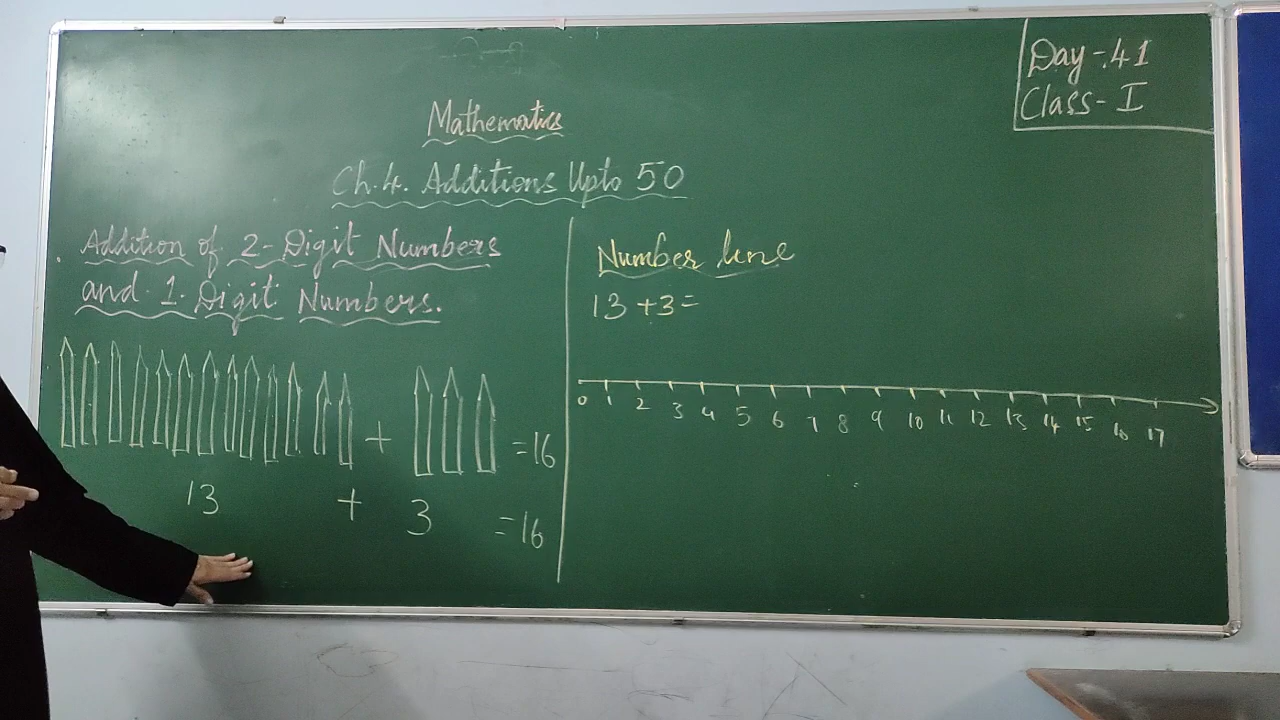 Day-:41
Class- I
Mathematics
Ch.4. Additions Upto 50
Addition of 2-Digit Numbers
and 1-Digit Numbers.
+ =16
13 + 3 =16
Number line
13 +3=
0 1 2 3 4 5 6 7 8 9 10 11 12 13 14 15 16 17